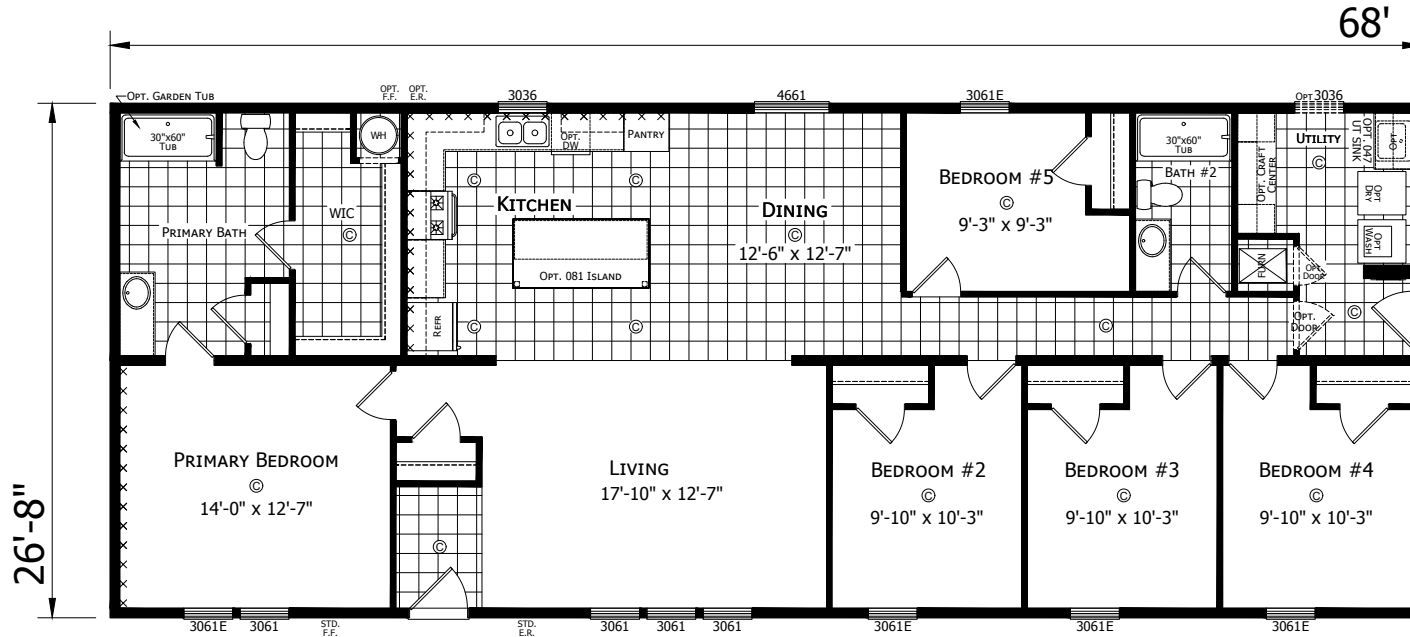 68'
OPT. GARDEN TUB
OPT.
F.F.
OPT.
E.R.
3036
4661
3061E
OPT 3036
30"x60"
TUB
WH
OPT.
DW
PANTRY
30"x60"
TUB
UTILITY
©
OPT 047
UT SINK
OPT
PRIMARY BATH
WIC
©
©
©
KITCHEN
DINING
©
12'-6" x 12'-7"
BEDROOM #5
©
9'-3" x 9'-3"
BATH #2
©
OPT. CRAFT
CENTER
OPT
DRY
OPT
WASH
OPT. 081 ISLAND
FURN
OPT.
DOOR
REFR
©
©
©
OPT.
DOOR
©
26'-8"
PRIMARY BEDROOM
©
14'-0" x 12'-7"
LIVING
17'-10" x 12'-7"
BEDROOM #2
©
9'-10" x 10'-3"
BEDROOM #3
©
9'-10" x 10'-3"
BEDROOM #4
©
9'-10" x 10'-3"
©
3061E
3061
STD.
F.F.
STD.
E.R.
3061
3061
3061
3061E
3061E
3061E